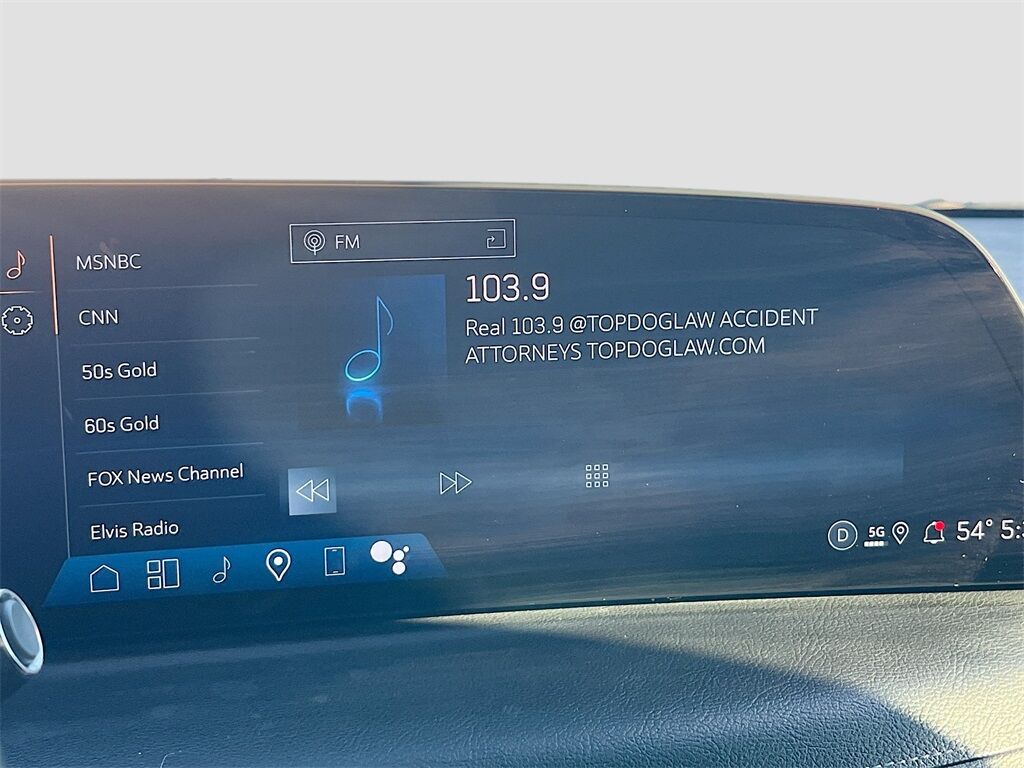 MSNBC
CNN
50s Gold
60s Gold
FOX News Channel
Elvis Radio
FM
103.9
Real 103.9 @TOPDOGLAW ACCIDENT
ATTORNEYS TOPDOGLAW.COM
D 5G 54°